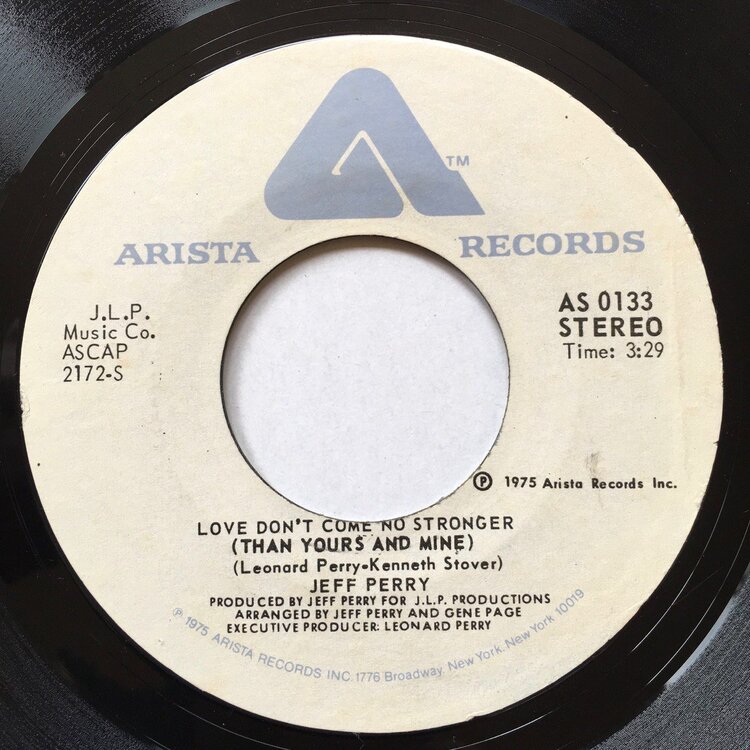 TM
ARISTA RECORDS
J.L.P.
Music Co.
ASCAP
2172-S
AS 0133
STEREO
Time: 3:29
℗ 1975 Arista Records Inc.
LOVE DON'T COME NO STRONGER
(THAN YOURS AND MINE)
(Leonard Perry-Kenneth Stover)
JEFF PERRY
PRODUCED BY JEFF PERRY FOR J.L.P. PRODUCTIONS
ARRANGED BY JEFF PERRY AND GENE PAGE
EXECUTIVE PRODUCER: LEONARD PERRY
℗ 1975 ARISTA RECORDS INC. 1776 Broadway, New York, New York 10019